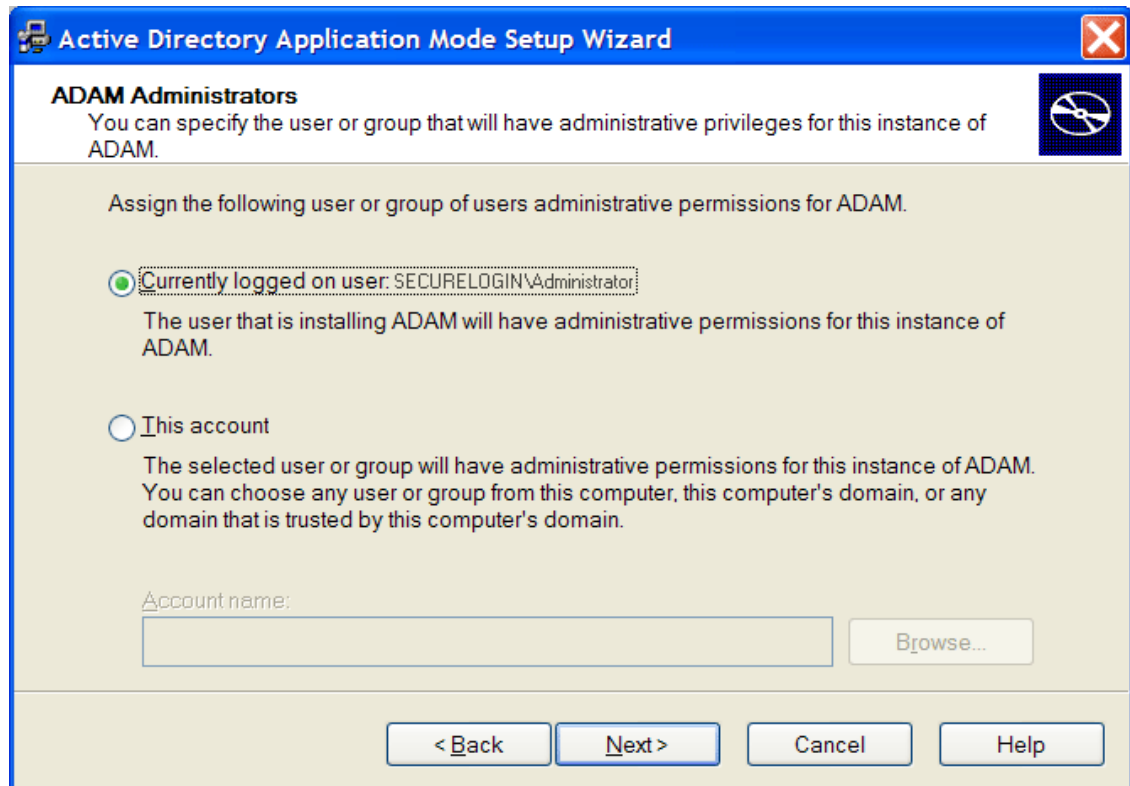 Active Directory Application Mode Setup Wizard
ADAM Administrators
You can specify the user or group that will have administrative privileges for this instance of
ADAM.
Assign the following user or group of users administrative permissions for ADAM.
Currently logged on user: SECURELOGIN\Administrator
The user that is installing ADAM will have administrative permissions for this instance of
ADAM.
This account
The selected user or group will have administrative permissions for this instance of ADAM.
You can choose any user or group from this computer, this computer's domain, or any
domain that is trusted by this computer's domain.
Account name:
Browse...
< Back Next > Cancel Help